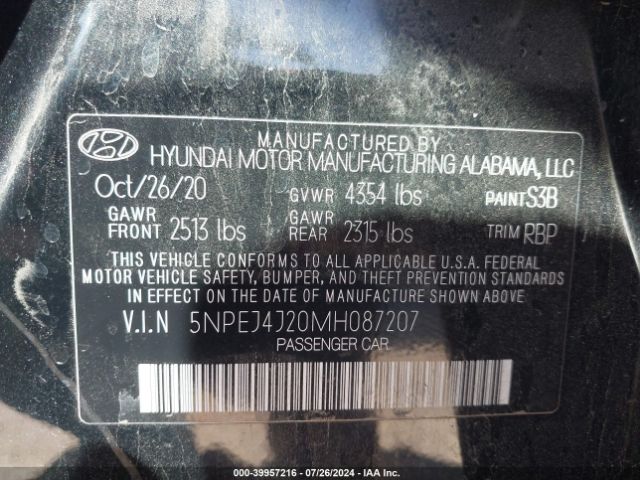 MANUFACTURED BY
HYUNDAI MOTOR MANUFACTURING ALABAMA, LLC
Oct/26/20 GVWR 4354 lbs PAINT S3B
GAWR FRONT 2513 lbs GAWR REAR 2315 lbs TRIM RBP
THIS VEHICLE CONFORMS TO ALL APPLICABLE U.S.A. FEDERAL
MOTOR VEHICLE SAFETY, BUMPER, AND THEFT PREVENTION STANDARDS
IN EFFECT ON THE DATE OF MANUFACTURE SHOWN ABOVE.
V.I.N 5NPEJ4J20MH087207
PASSENGER CAR
000-39957216 - 07/26/2024 - IAA Inc.